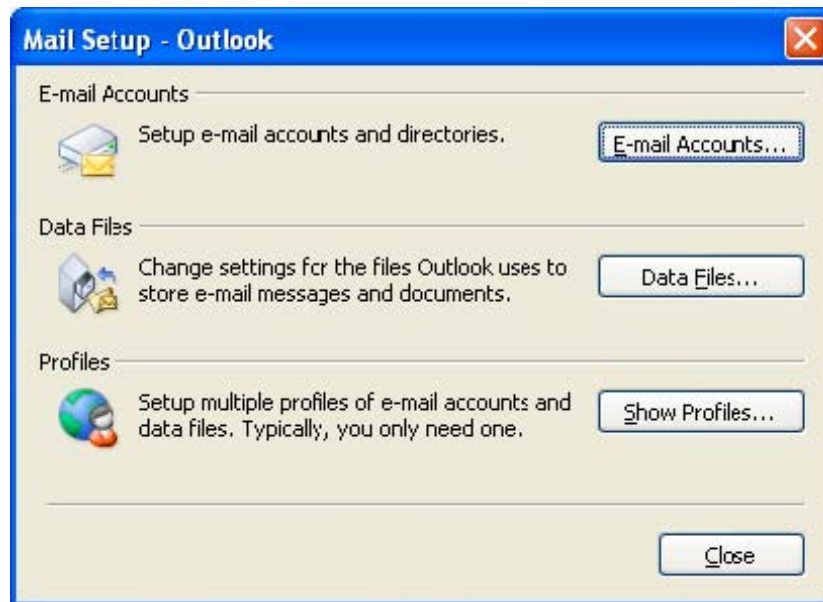 Mail Setup - Outlook
E-mail Accounts
Setup e-mail accounts and directories.
E-mail Accounts...
Data Files
Change settings for the files Outlook uses to
store e-mail messages and documents.
Data Files...
Profiles
Setup multiple profiles of e-mail accounts and
data files. Typically, you only need one.
Show Profiles...
Close